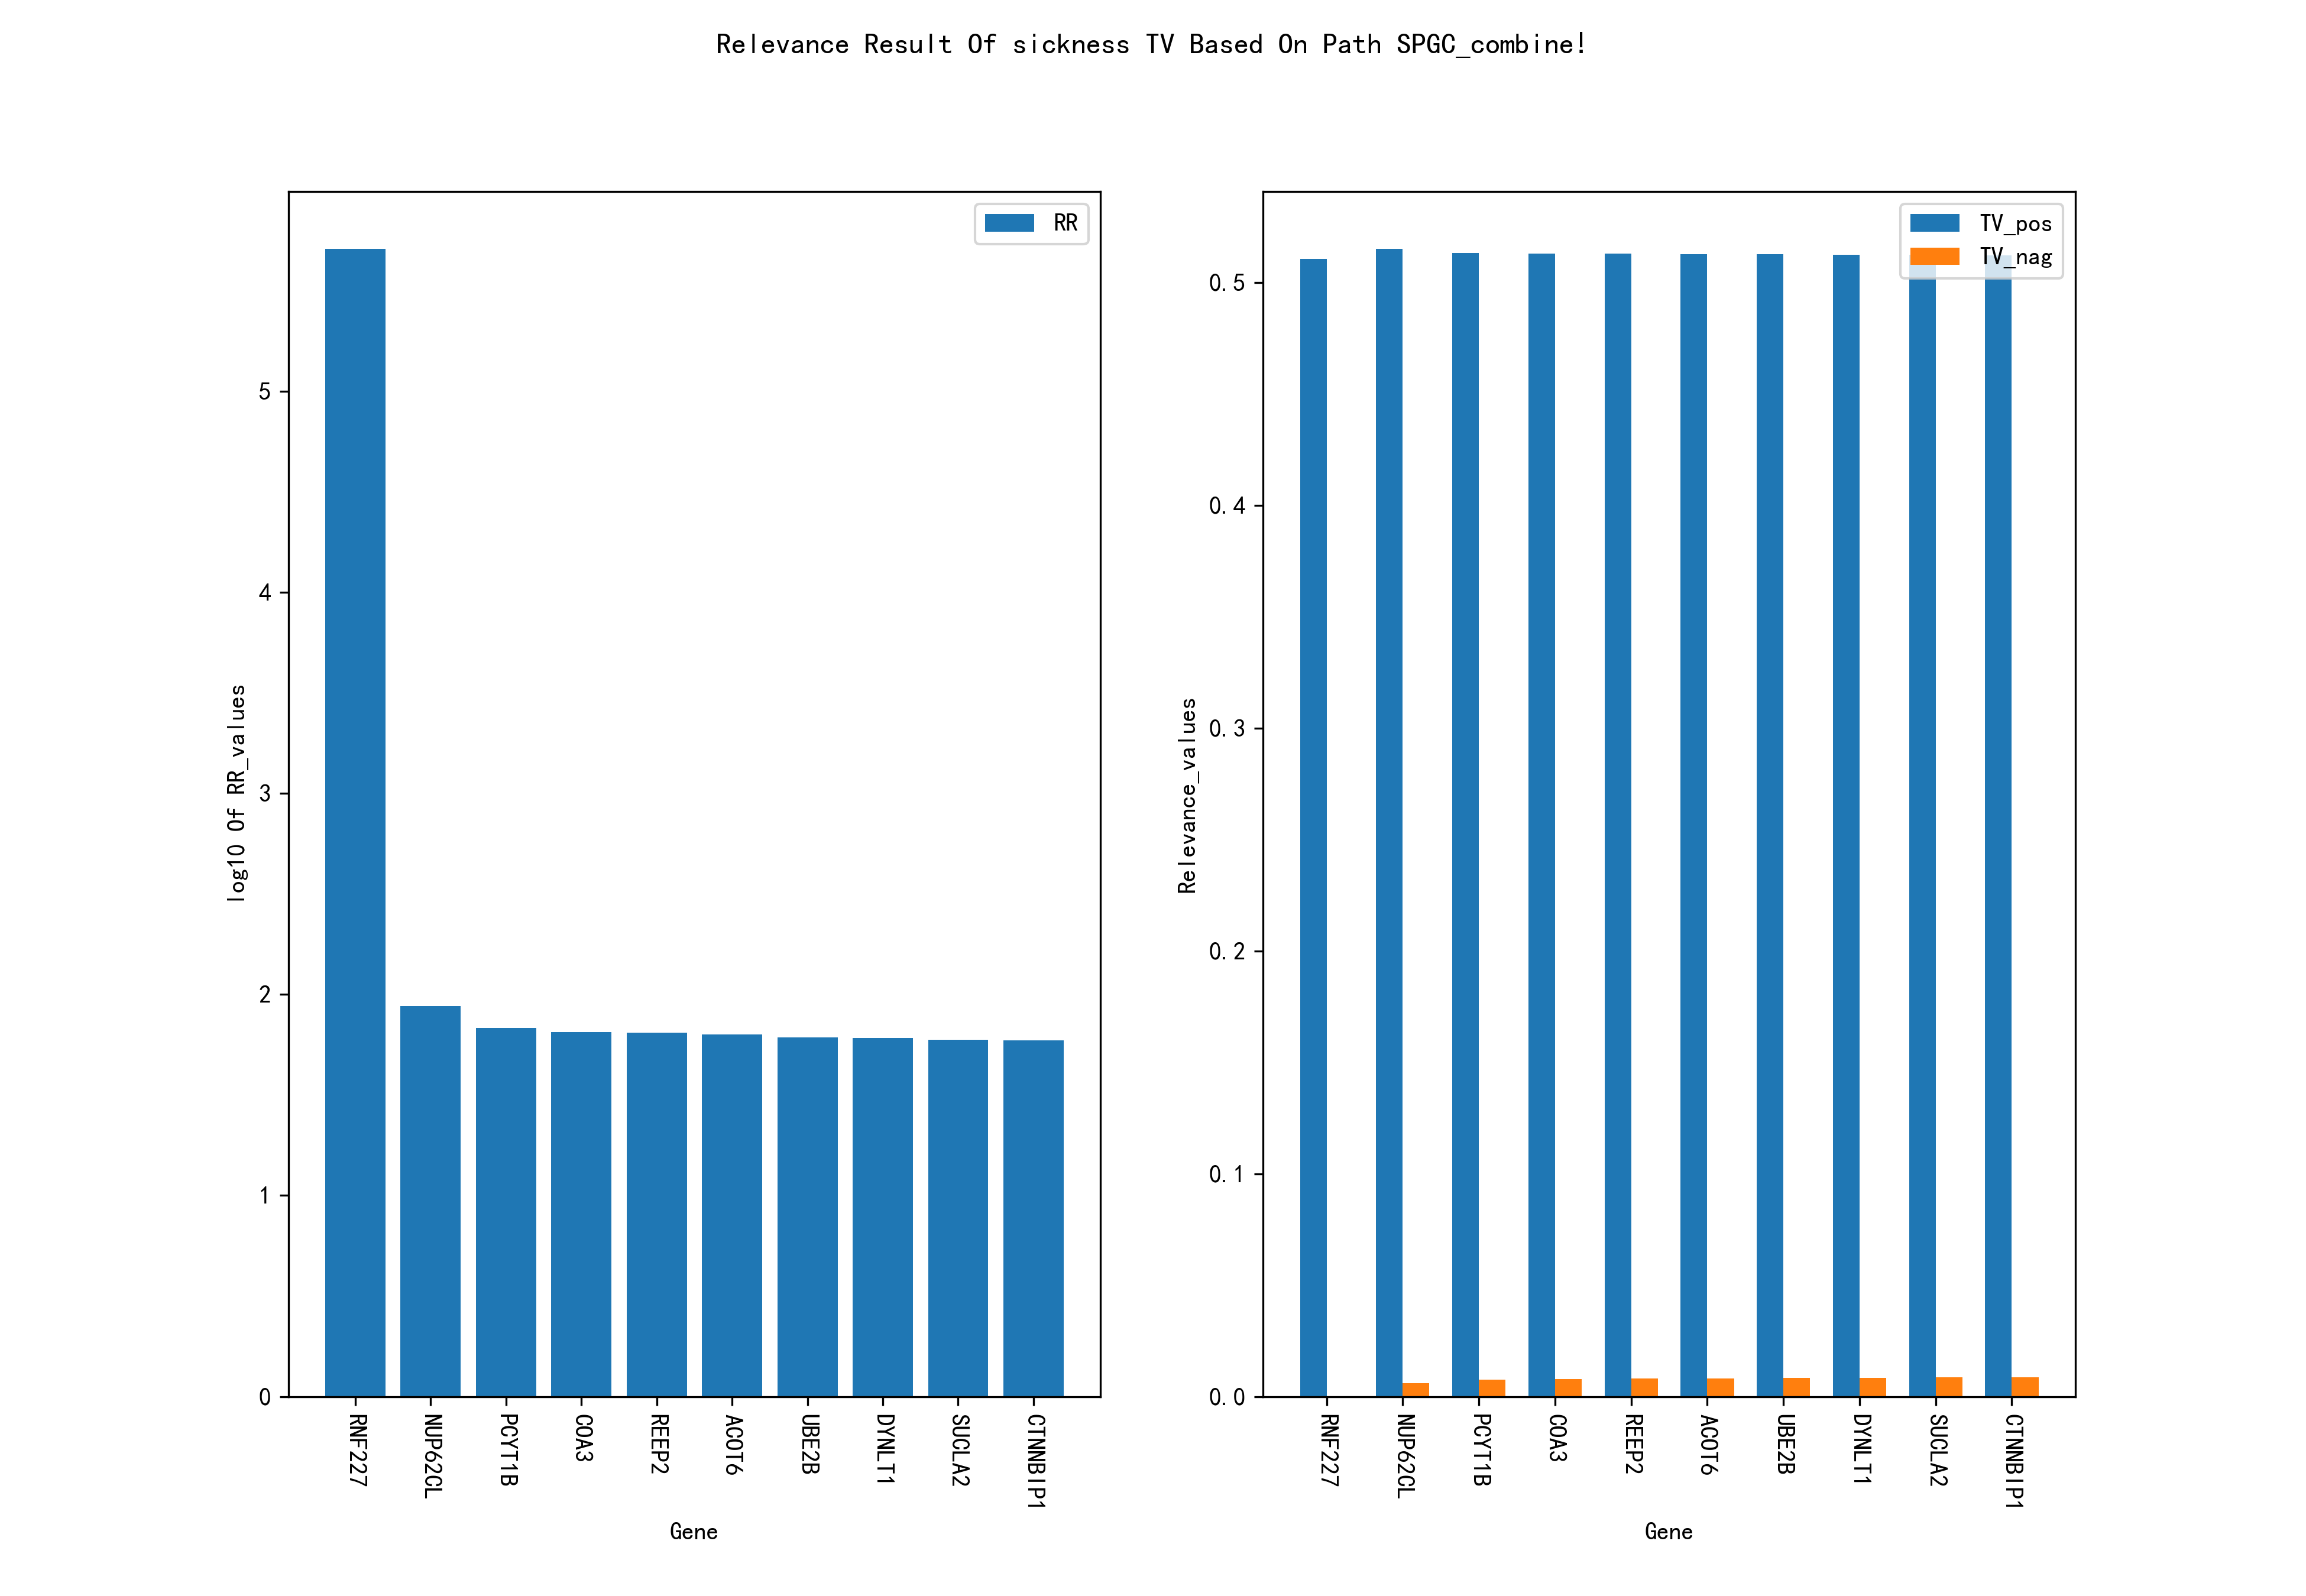 Relevance Result Of sickness TV Based On Path SPGC_combine!
RR
5
4
3
2
1
0
log10 Of RR_values
RNF227
NUP62CL
PCYT1B
COA3
REEP2
ACOT6
UBE2B
DYNLT1
SUCLA2
CTNNBIP1
Gene
TV_pos
TV_nag
0.5
0.4
0.3
0.2
0.1
0.0
Relevance_values
RNF227
NUP62CL
PCYT1B
COA3
REEP2
ACOT6
UBE2B
DYNLT1
SUCLA2
CTNNBIP1
Gene